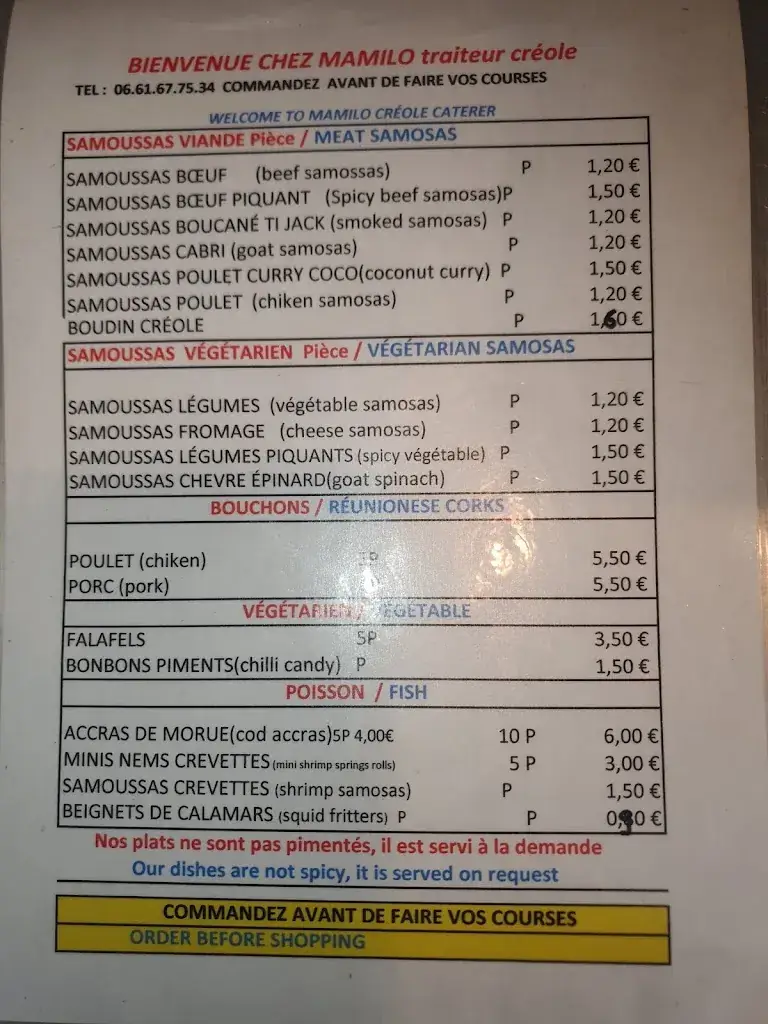 BIENVENUE CHEZ MAMILO traiteur créole
TEL : 06.61.67.75.34 COMMANDEZ AVANT DE FAIRE VOS COURSES
WELCOME TO MAMILO CRÉOLE CATERER
SAMOUSSAS VIANDE Pièce / MEAT SAMOSAS
SAMOUSSAS BŒUF (beef samossas) P 1,20 €
SAMOUSSAS BŒUF PIQUANT (Spicy beef samosas)P 1,50 €
SAMOUSSAS BOUCANÉ TI JACK (smoked samosas) P 1,20 €
SAMOUSSAS CABRI (goat samosas) P 1,20 €
SAMOUSSAS POULET CURRY COCO(coconut curry) P 1,50 €
SAMOUSSAS POULET (chiken samosas) P 1,20 €
BOUDIN CRÉOLE P 1,60 €
SAMOUSSAS VÉGÉTARIEN Pièce / VÉGÉTARIAN SAMOSAS
SAMOUSSAS LÉGUMES (végétable samosas) P 1,20 €
SAMOUSSAS FROMAGE (cheese samosas) P 1,20 €
SAMOUSSAS LÉGUMES PIQUANTS (spicy végétable) P 1,50 €
SAMOUSSAS CHEVRE ÉPINARD(goat spinach) P 1,50 €
BOUCHONS / RÉUNIONESE CORKS
POULET (chiken) 5,50 €
PORC (pork) 5,50 €
VÉGÉTARIEN / VEGÉTABLE
FALAFELS 5P 3,50 €
BONBONS PIMENTS(chilli candy) P 1,50 €
POISSON / FISH
ACCRAS DE MORUE(cod accras)5P 4,00€ 10 P 6,00 €
MINIS NEMS CREVETTES (mini shrimp springs rolls) 5 P 3,00 €
SAMOUSSAS CREVETTES (shrimp samosas) P 1,50 €
BEIGNETS DE CALAMARS (squid fritters) P P 0,90 €
Nos plats ne sont pas pimentés, il est servi à la demande
Our dishes are not spicy, it is served on request
COMMANDEZ AVANT DE FAIRE VOS COURSES
ORDER BEFORE SHOPPING